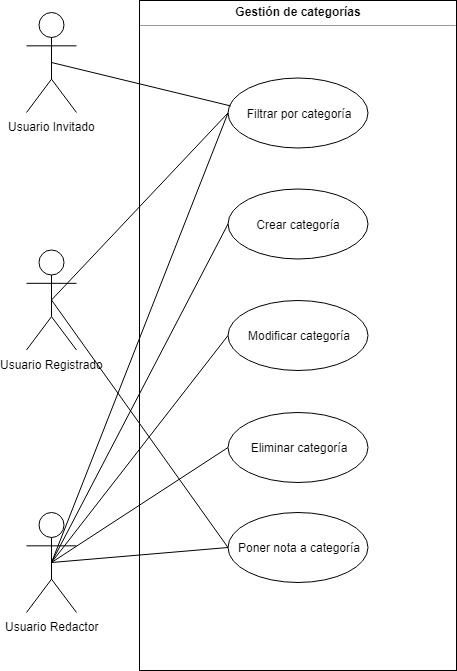 Gestión de categorías
Usuario Invitado
Filtrar por categoría
Crear categoría
Modificar categoría
Usuario Registrado
Eliminar categoría
Poner nota a categoría
Usuario Redactor